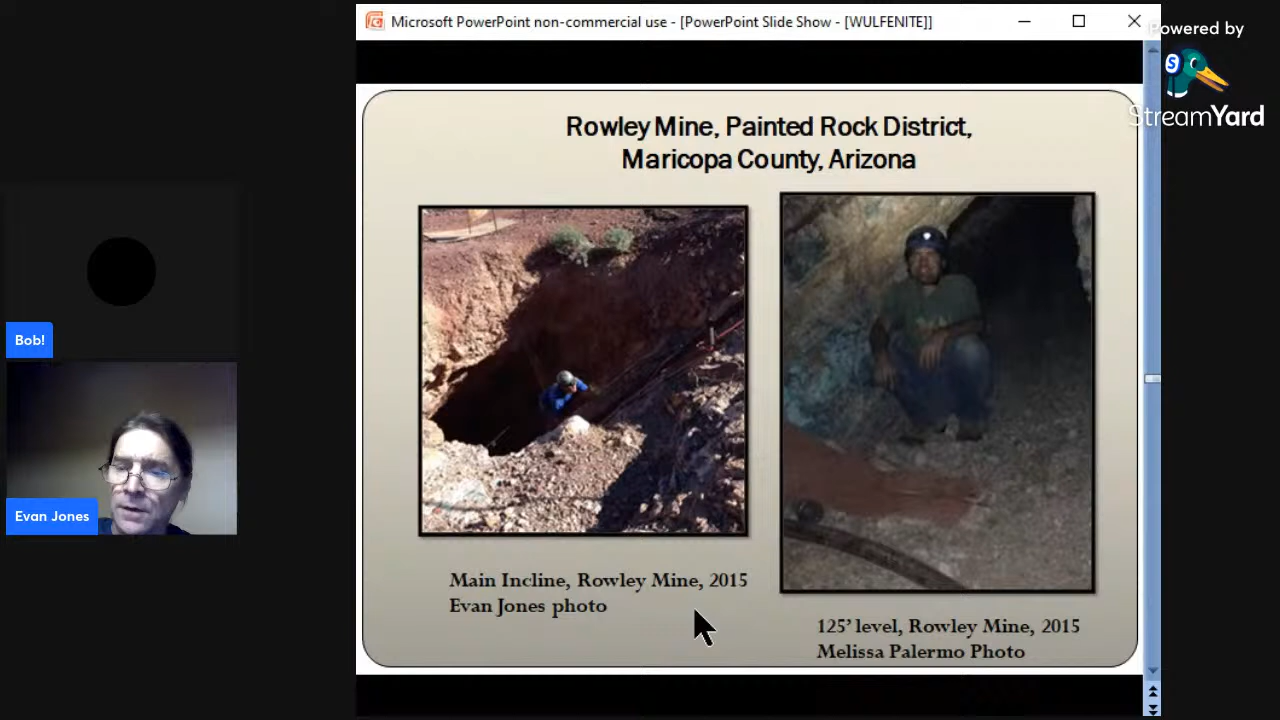 Microsoft PowerPoint non-commercial use - [PowerPoint Slide Show - [WULFENITE]]
Powered by
S
StreamYard
Rowley Mine, Painted Rock District,
Maricopa County, Arizona
Bob!
Evan Jones
Main Incline, Rowley Mine, 2015
Evan Jones photo
125’ level, Rowley Mine, 2015
Melissa Palermo Photo